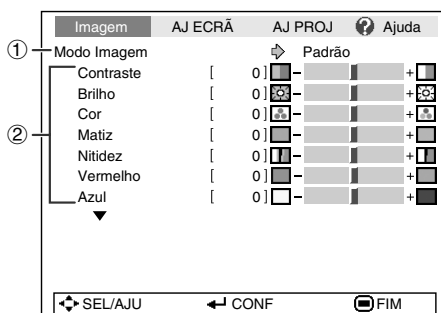 Imagem AJ ECRÃ AJ PROJ ? Ajuda
① Modo Imagem Padrão
② Contraste [ 0 ] − +
Brilho [ 0 ] − +
Cor [ 0 ] − +
Matiz [ 0 ] − +
Nitidez [ 0 ] − +
Vermelho [ 0 ] − +
Azul [ 0 ] − +
SEL/AJU CONF FIM